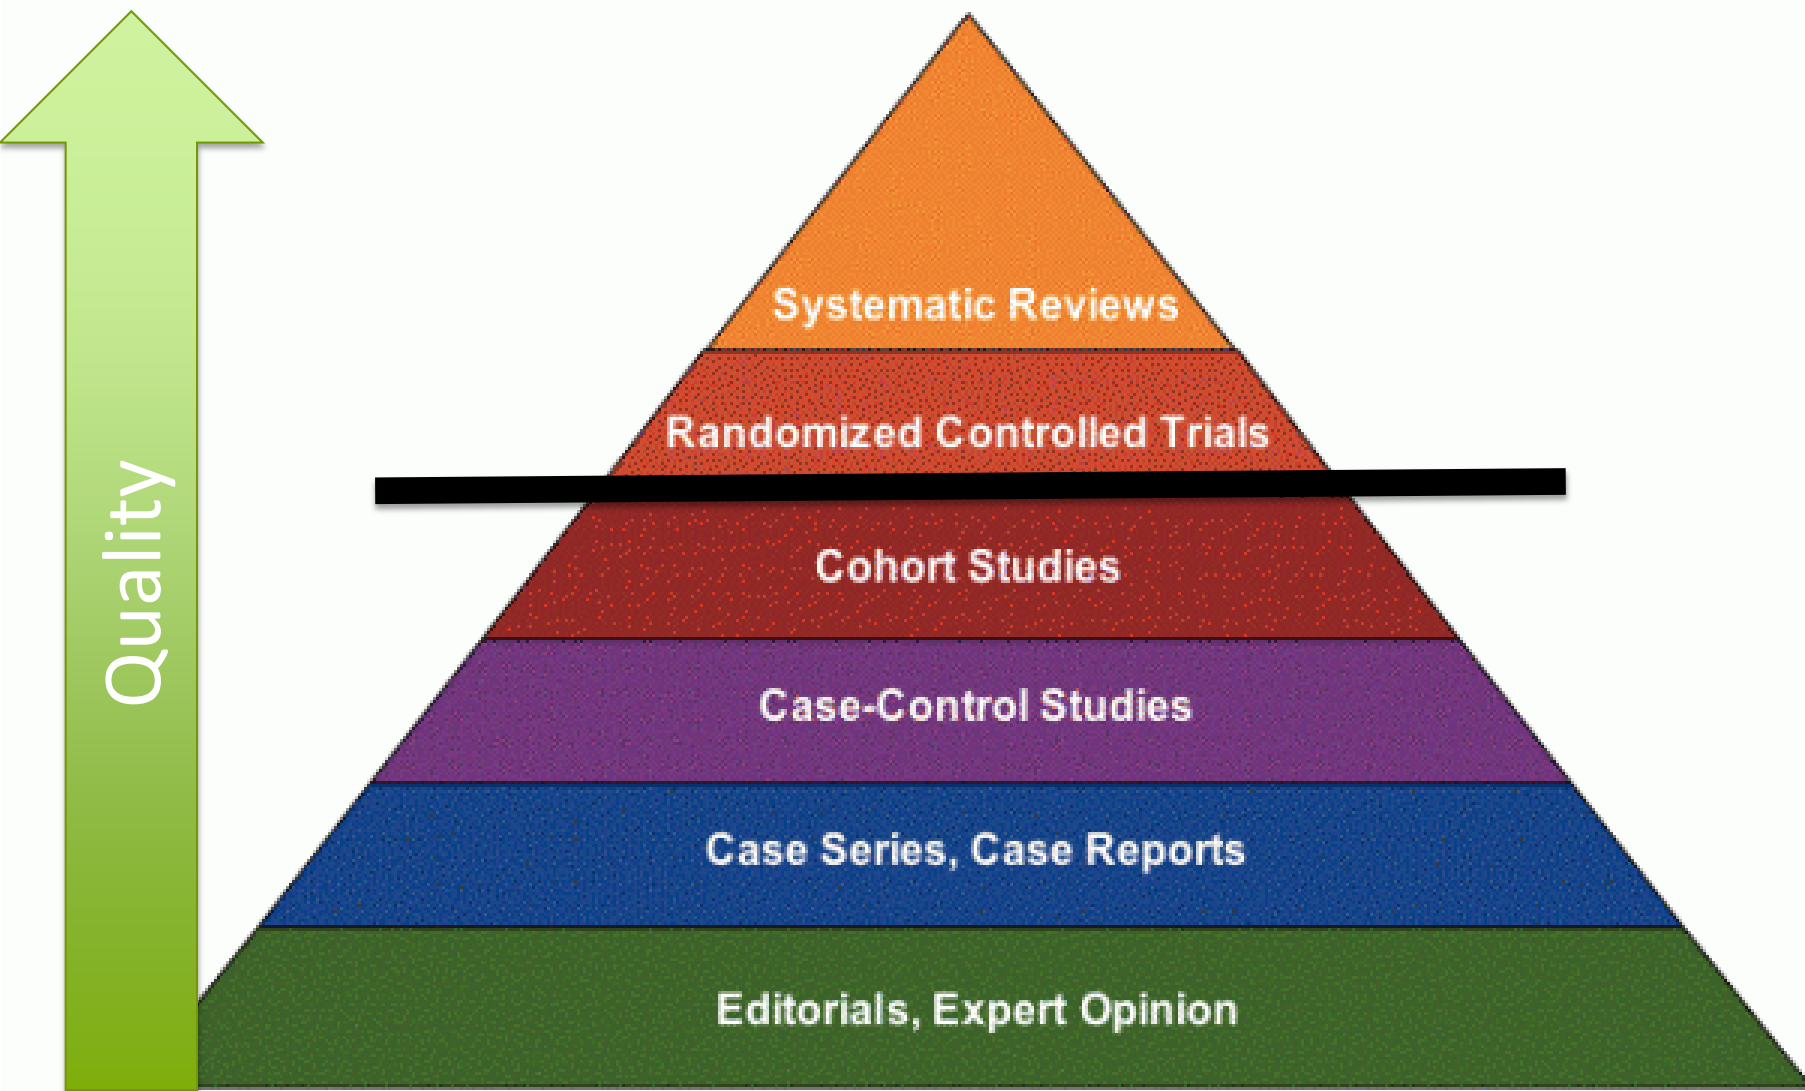 Quality
Systematic Reviews
Randomized Controlled Trials
Cohort Studies
Case-Control Studies
Case Series, Case Reports
Editorials, Expert Opinion